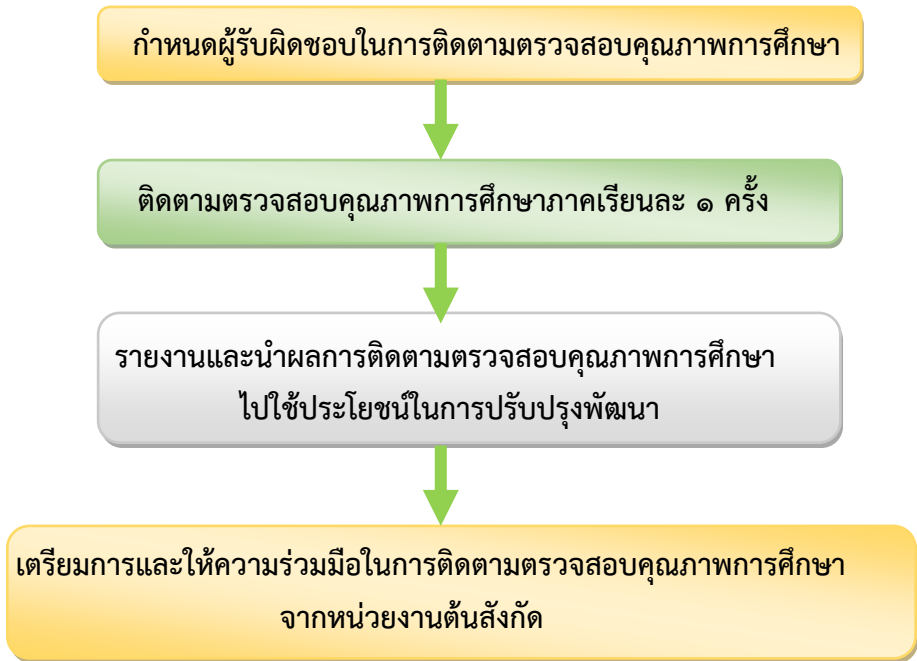 กำหนดผู้รับผิดชอบในการติดตามตรวจสอบคุณภาพการศึกษา
ติดตามตรวจสอบคุณภาพการศึกษาภาคเรียนละ ๑ ครั้ง
รายงานและนำผลการติดตามตรวจสอบคุณภาพการศึกษา
ไปใช้ประโยชน์ในการปรับปรุงพัฒนา
เตรียมการและให้ความร่วมมือในการติดตามตรวจสอบคุณภาพการศึกษา
จากหน่วยงานต้นสังกัด